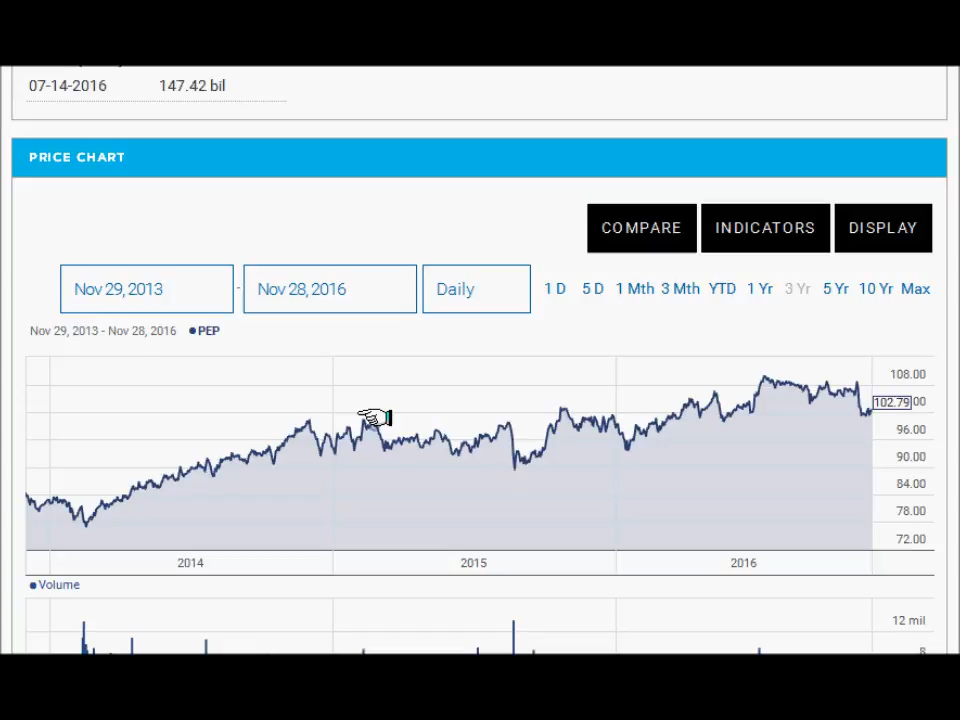 07-14-2016 147.42 bil
PRICE CHART
COMPARE INDICATORS DISPLAY
Nov 29, 2013 - Nov 28, 2016 Daily 1 D 5 D 1 Mth 3 Mth YTD 1 Yr 3 Yr 5 Yr 10 Yr Max
Nov 29, 2013 - Nov 28, 2016 PEP
108.00
102.79 00
96.00
90.00
84.00
78.00
72.00
2014 2015 2016
Volume
12 mil
8